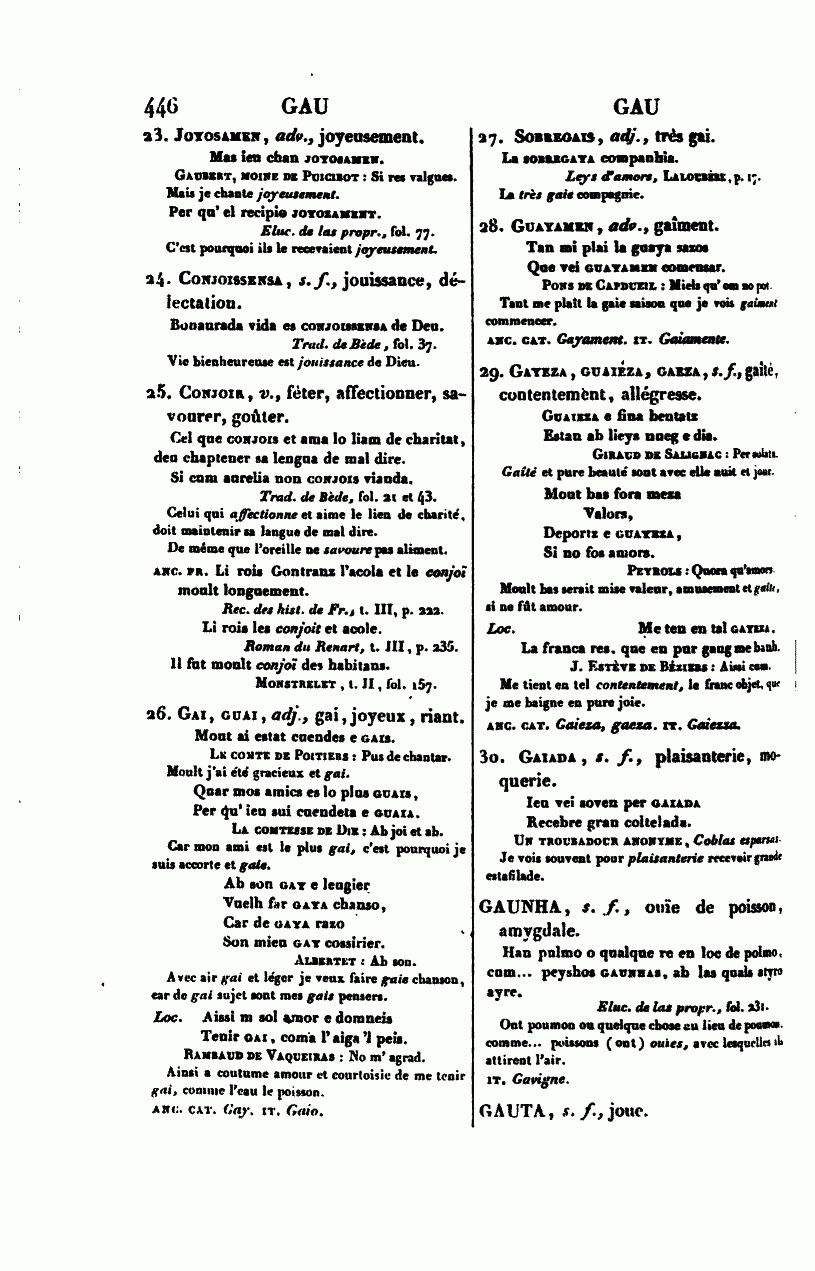 446 GAU
23. JOYOSAMEN, adv., joyeusement.
Mas ieu chan JOYOSAMEN.
GAUBERT, MOINE DE PUICIBOT : Si res valgues.
Mais je chante joyeusement.
Per qu' el recipio JOYOSAMENT.
Eluc. de las propr., fol. 77.
C'est pourquoi ils le recevaient joyeusement.
24. CONJOISSENSA, s. f., jouissance, dé-
lectation.
Bonaurada vida es CONJOISSENSA de Deu.
Trad. de Bède, fol. 37.
Vie bienheureuse est jouissance de Dieu.
25. CONJOIR, v., fêter, affectionner, sa-
vourer, goûter.
Cel que CONJOIS et ama lo liam de charitat,
deu chaptener sa lengua de mal dire.
Si cum aurelia non CONJOIS vianda.
Trad. de Bède, fol. 21 et 43.
Celui qui affectionne et aime le lien de charité,
doit maintenir sa langue de mal dire.
De même que l'oreille ne savoure pas aliment.
ANC. FR. Li rois Gontranz l'acola et le conjoï
moult longuement.
Rec. des hist. de Fr., t. III, p. 222.
Li rois les conjoit et acole.
Roman du Renart, t. III, p. 235.
Il fut moult conjoï des habitans.
MONSTRELET, t. II, fol. 157.
26. GAI, GUAI, adj., gai, joyeux, riant.
Mout ai estat cuendes e GAIS.
LE COMTE DE POITIERS : Pus de chantar.
Moult j'ai été gracieux et gai.
Quar mos amics es lo plus GUAIS,
Per qu' ieu sui cuendeta e GUAIA.
LA COMTESSE DE DIE : Ab joi et ab.
Car mon ami est le plus gai, c'est pourquoi je
suis accorte et gaie.
Ab son GAY e leugier
Vuelh far GAYA chanso,
Car de GAYA razo
Son mieu GAY cossirier.
ALBERTET : Ab son.
Avec air gai et léger je veux faire gaie chanson,
car de gai sujet sont mes gais pensers.
Loc. Aissi m sol amor e domneis
Tenir GAI, com a l'aiga 'l peis.
RAMBAUD DE VAQUEIRAS : No m' agrad.
Ainsi a coutume amour et courtoisie de me tenir
gai, comme l'eau le poisson.
ANC. CAT. Gay. IT. Gaio.
GAU
27. SOBREGAIS, adj., très gai.
La SOBREGAYA companhia.
Leys d'amors, LALOUBÈRE, p. 17.
La très gaie compagnie.
28. GUAYAMEN, adv., gaîment.
Tan mi plai la guaya sazos
Que vei GUAYAMEN comensar.
PONS DE CAPDUEIL : Miels qu' om no pot.
Tant me plaît la gaie saison que je vois gaîment
commencer.
ANC. CAT. Gayament. IT. Gaiamente.
29. GAYEZA, GUAIEZA, GAEZA, s. f., gaîté,
contentement, allégresse.
GUAIEZA e fina beutatz
Estan ab lieys nueg e dia.
GIRAUD DE SALIGNAC : Per solatz.
Gaîté et pure beauté sont avec elle nuit et jour.
Mout bas fora meza
Valors,
Deportz e GUAYEZA,
Si no fos amors.
PEYROLS : Quora qu'amors.
Moult bas serait mise valeur, amusement et gaîté,
si ne fût amour.
Loc. Me ten en tal GAYEZA.
La franca res, que en pur gaug me banh.
J. ESTÈVE DE BÉZIERS : Aissi com.
Me tient en tel contentement, le franc objet, que
je me baigne en pure joie.
ANC. CAT. Gaieza, gaeza. IT. Gaiezza.
30. GAIADA, s. f., plaisanterie, mo-
querie.
Ieu vei soven per GAIADA
Recebre gran coltelada.
UN TROUBADOUR ANONYME, Coblas esparsas.
Je vois souvent pour plaisanterie recevoir grande
estafilade.
GAUNHA, s. f., ouïe de poisson,
amygdale.
Han pulmo o qualque re en loc de polmo,
cum... peyshos GAUNHAS, ab las quals atyro
ayre.
Eluc. de las propr., fol. 231.
Ont poumon ou quelque chose au lieu de poumon,
comme... poissons (ont) ouïes, avec lesquelles ils
attirent l'air.
IT. Gavigne.
GAUTA, s. f., joue.